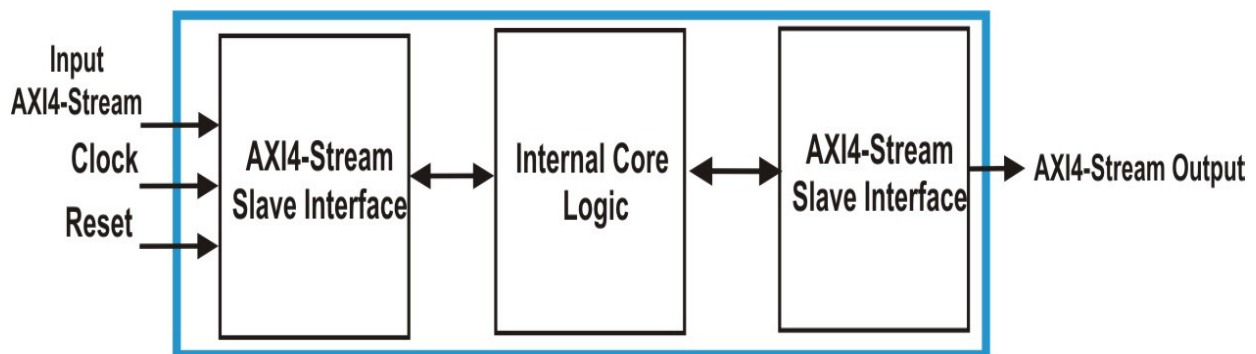 Input
AXI4-Stream
Clock
Reset
AXI4-Stream
Slave Interface
Internal Core
Logic
AXI4-Stream
Slave Interface
AXI4-Stream Output